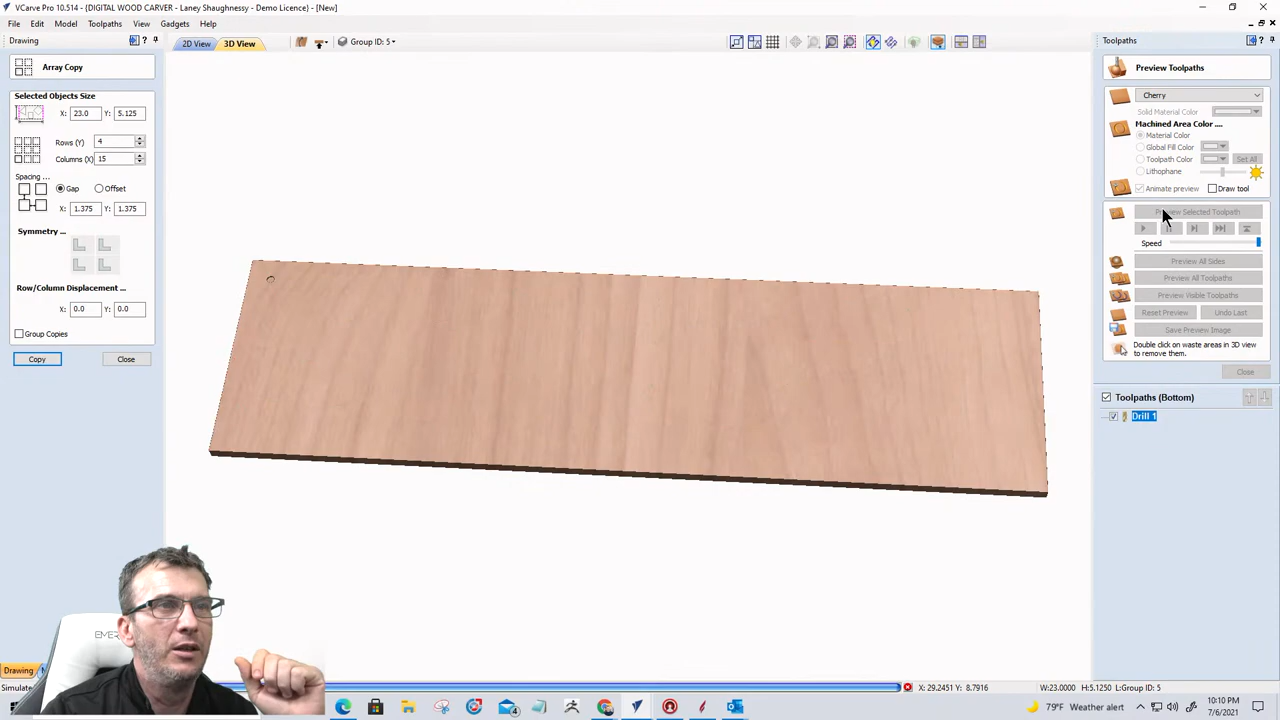 VCarve Pro 10.514 - {DIGITAL WOOD CARVER - Laney Shaughnessy - Demo Licence} - [New]
File Edit Model Toolpaths View Gadgets Help
Drawing
2D View 3D View Group ID: 5
Toolpaths
Array Copy
Selected Objects Size
X: 23.0 Y: 5.125
Rows (Y) 4
Columns (X) 15
Spacing ...
Gap Offset
X: 1.375 Y: 1.375
Symmetry ...
Row/Column Displacement ...
X: 0.0 Y: 0.0
Group Copies
Copy Close
Preview Toolpaths
Cherry
Solid Material Color
Machined Area Color ....
Material Color
Global Fill Color
Toolpath Color Set All
Lithophane
Animate preview Draw tool
Preview Selected Toolpath
Speed
Preview All Sides
Preview All Toolpaths
Preview Visible Toolpaths
Reset Preview Undo Last
Save Preview Image
Double click on waste areas in 3D view
to remove them.
Close
Toolpaths (Bottom)
Drill 1
Drawing
X: 29.2451 Y: 8.7916 W:23.0000 H:5.1250 L:Group ID: 5
79°F Weather alert
10:10 PM
7/6/2021